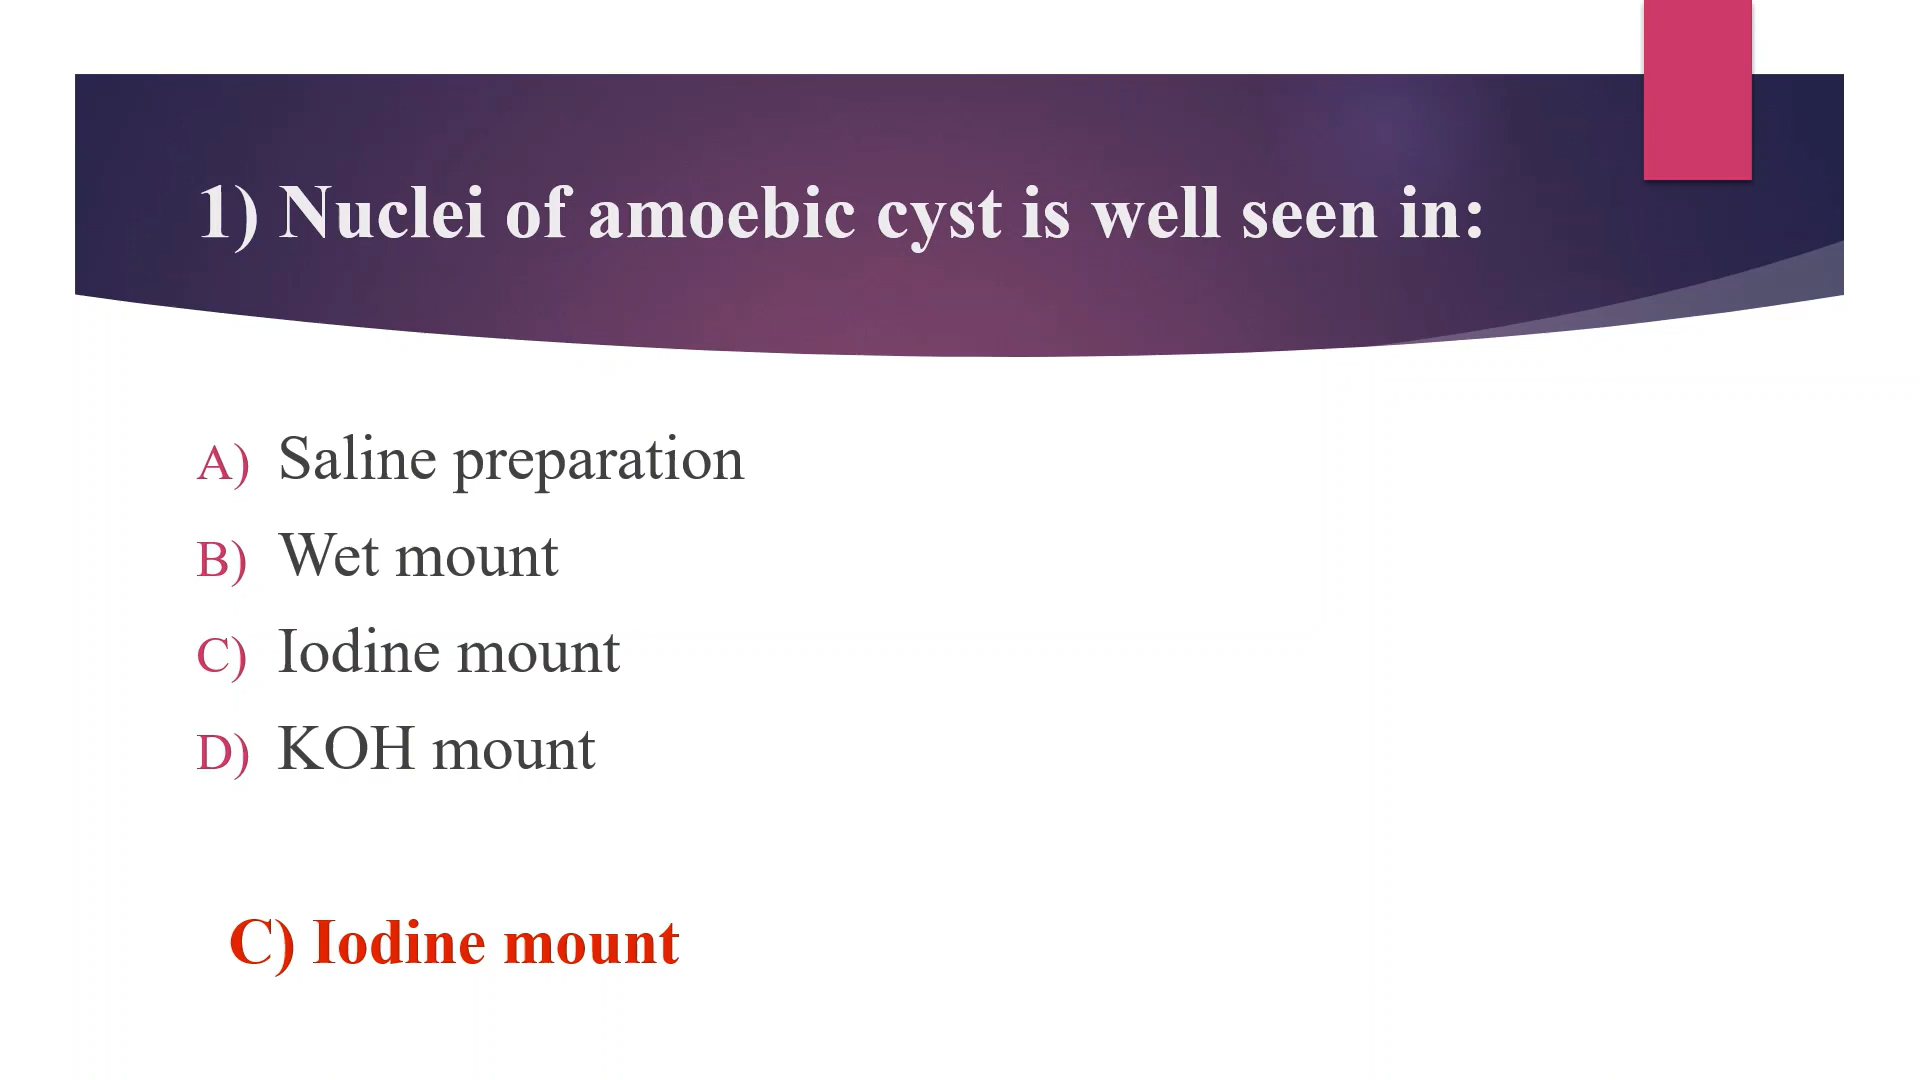 1) Nuclei of amoebic cyst is well seen in:
A) Saline preparation
B) Wet mount
C) Iodine mount
D) KOH mount
C) Iodine mount